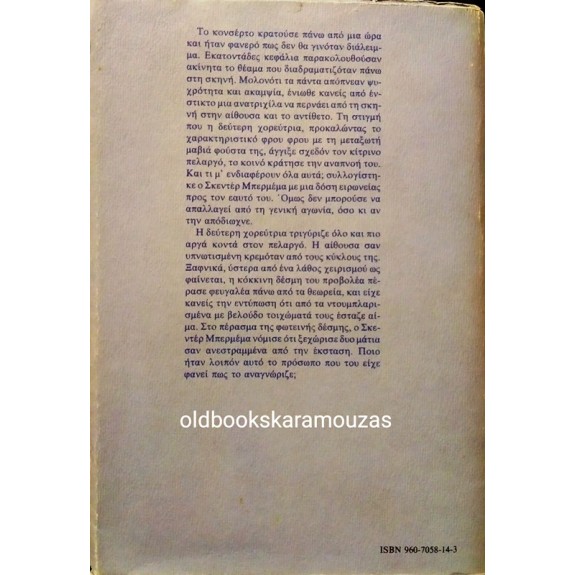 Το κονσέρτο κρατούσε πάνω από μια ώρα
και ήταν φανερό πως δεν θα γινόταν διάλειμ-
μα. Εκατοντάδες κεφάλια παρακολουθούσαν
ακίνητα το θέαμα που διαδραματιζόταν πάνω
στη σκηνή. Μολονότι τα πάντα απόπνεαν ψυ-
χρότητα και ακαμψία, ένιωθε κανείς από έν-
στικτο μια ανατριχίλα να περνάει από τη σκη-
νή στην αίθουσα και το αντίθετο. Τη στιγμή
που η δεύτερη χορεύτρια, προκαλώντας το
χαρακτηριστικό φρου φρου με τη μεταξωτή
μαβιά φούστα της, άγγιξε σχεδόν τον κίτρινο
πελαργό, το κοινό κράτησε την αναπνοή του.
Και τι μ' ενδιαφέρουν όλα αυτά; συλλογίστη-
κε ο Σκεντέρ Μπερμέμα με μια δόση ειρωνείας
προς τον εαυτό του. Όμως δεν μπορούσε να
απαλλαγεί από τη γενική αγωνία, όσο κι αν
την απόδιωχνε.
Η δεύτερη χορεύτρια τριγύριζε όλο και πιο
αργά κοντά στον πελαργό. Η αίθουσα σαν
υπνωτισμένη κρεμόταν από τους κύκλους της.
Ξαφνικά, ύστερα από ένα λάθος χειρισμού ως
φαίνεται, η κόκκινη δέσμη του προβολέα πέ-
ρασε φευγαλέα πάνω από τα θεωρεία, και είχε
κανείς την εντύπωση ότι από τα ντουμπλαρι-
σμένα με βελούδο τοιχώματά τους έσταζε αί-
μα. Στο πέρασμα της φωτεινής δέσμης, ο Σκε-
ντέρ Μπερμέμα νόμισε ότι ξεχώρισε δυο μάτια
σαν ανεστραμμένα από την έκσταση. Ποιο
ήταν λοιπόν αυτό το πρόσωπο που του είχε
φανεί πως το αναγνώριζε;
oldbookskaramouzas
ISBN 960-7058-14-3